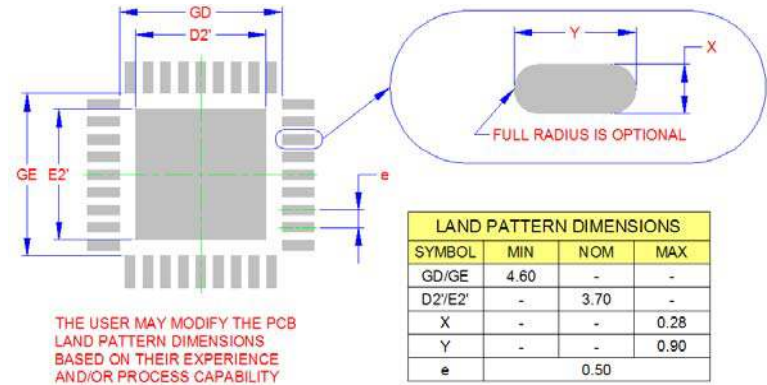 GD
D2'
GE E2'
e
THE USER MAY MODIFY THE PCB
LAND PATTERN DIMENSIONS
BASED ON THEIR EXPERIENCE
AND/OR PROCESS CAPABILITY
Y
X
FULL RADIUS IS OPTIONAL
LAND PATTERN DIMENSIONS
SYMBOL MIN NOM MAX
GD/GE 4.60 - -
D2'/E2' - 3.70 -
X - - 0.28
Y - - 0.90
e 0.50